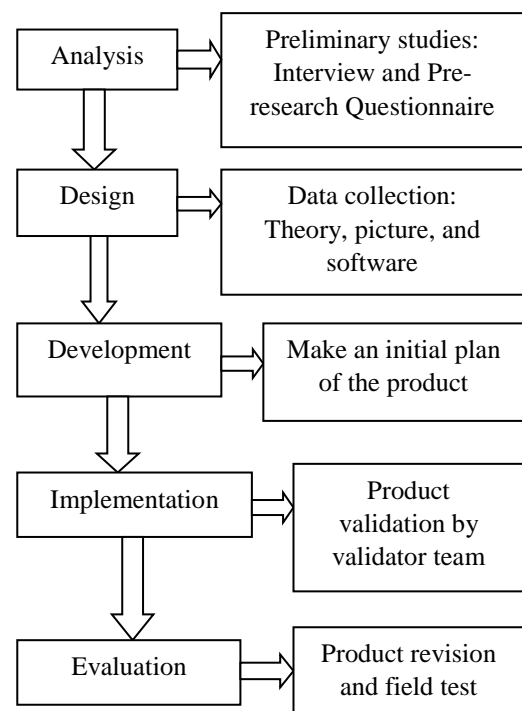 Analysis
Preliminary studies:
Interview and Pre-
research Questionnaire
Design
Data collection:
Theory, picture, and
software
Development
Make an initial plan
of the product
Implementation
Product
validation by
validator team
Evaluation
Product revision
and field test